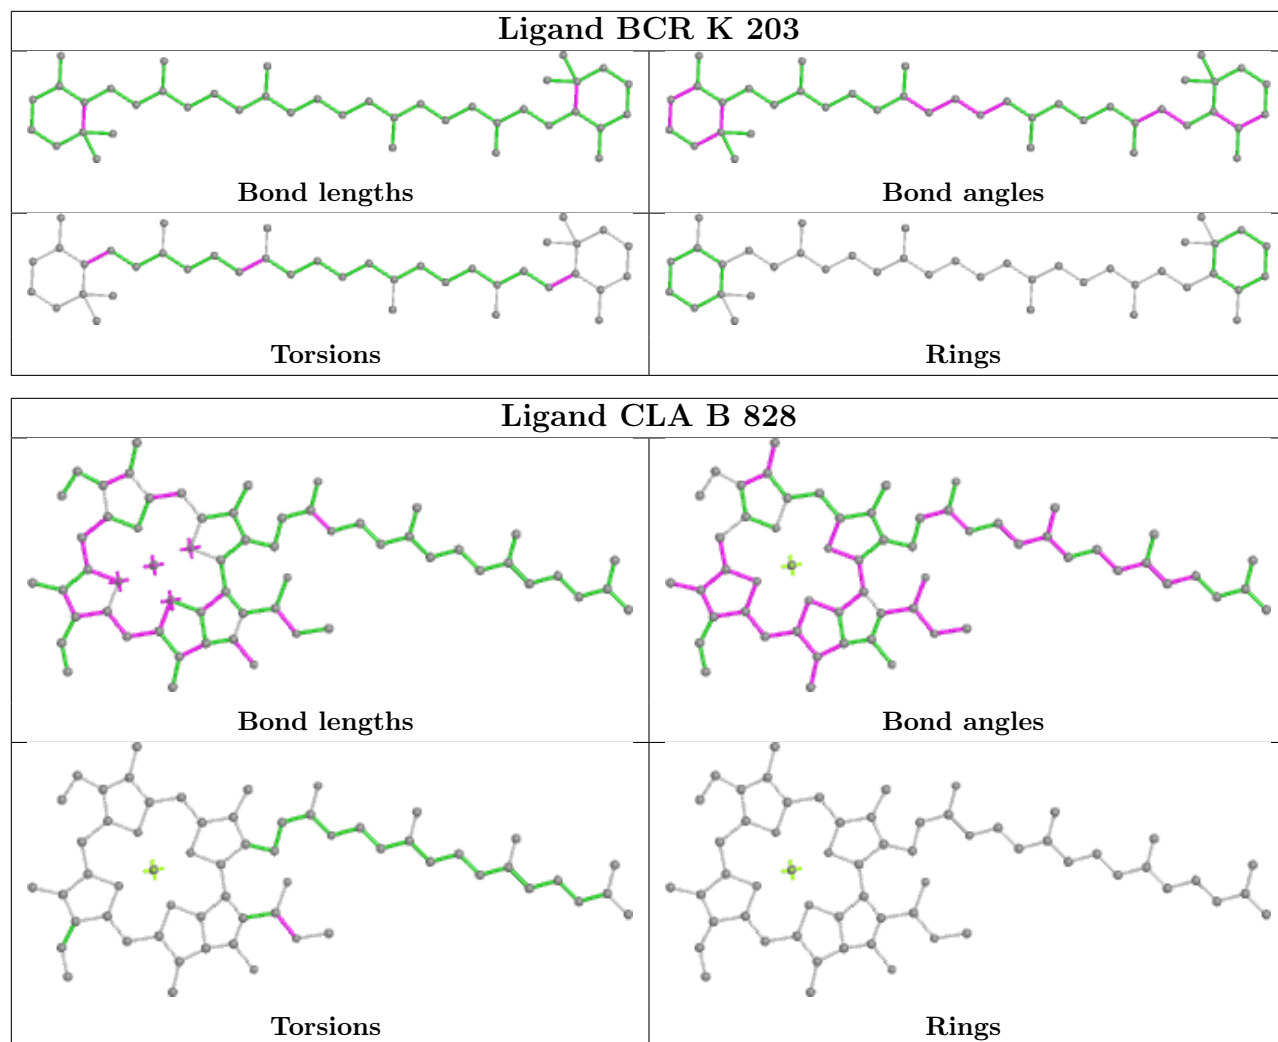 Ligand BCR K 203
Bond lengths
Bond angles
Torsions
Rings
Ligand CLA B 828
Bond lengths
Bond angles
Torsions
Rings